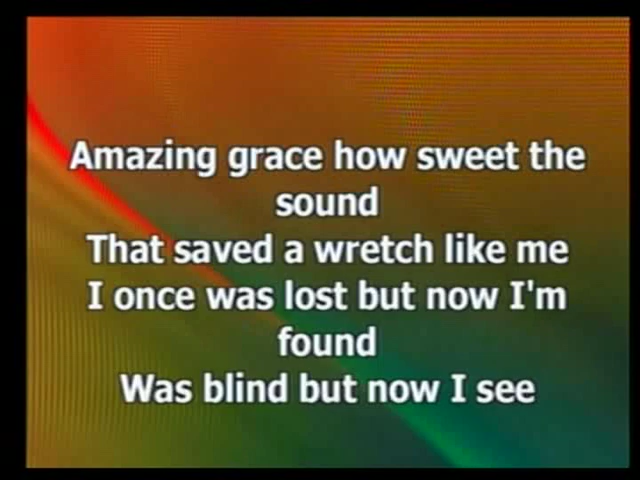 Amazing grace how sweet the
sound
That saved a wretch like me
I once was lost but now I'm
found
Was blind but now I see